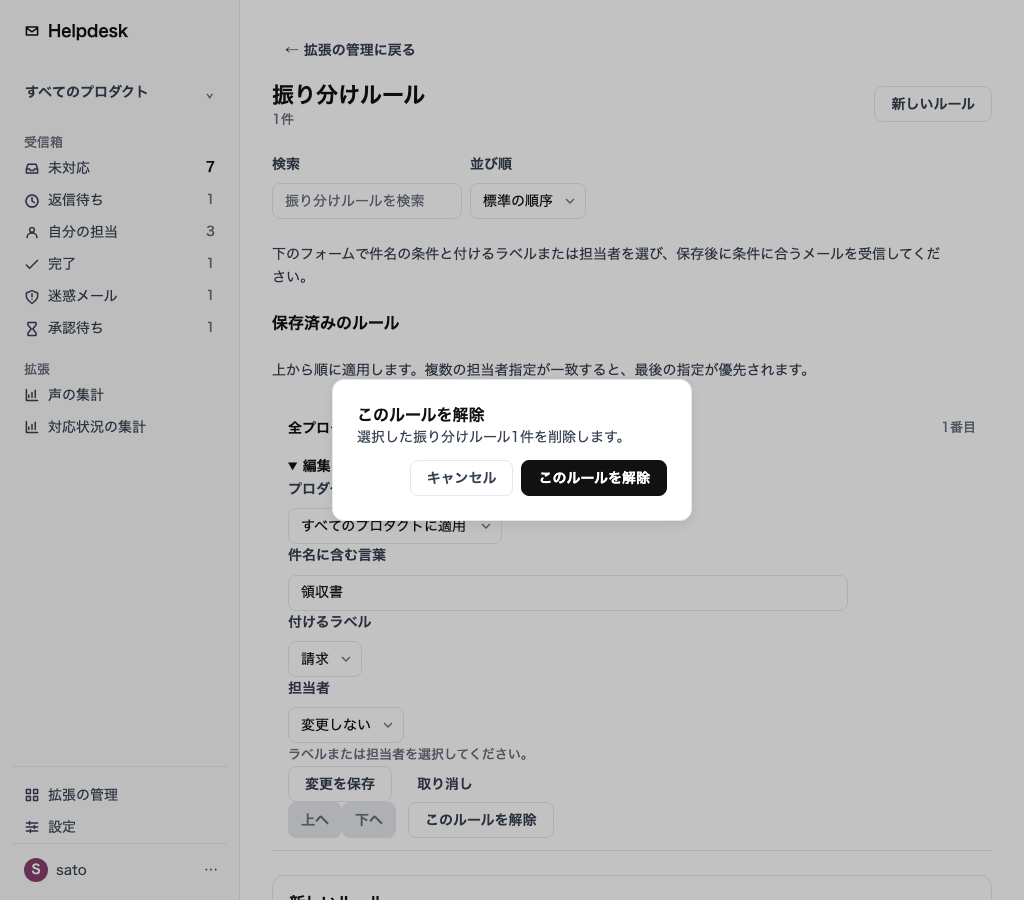 Helpdesk
すべてのプロダクト
受信箱
未対応 7
返信待ち 1
自分の担当 3
完了 1
迷惑メール 1
承認待ち 1
拡張
声の集計
対応状況の集計
拡張の管理
設定
S sato
← 拡張の管理に戻る
振り分けルール
1件
新しいルール
検索 並び順
振り分けルールを検索 標準の順序
下のフォームで件名の条件と付けるラベルまたは担当者を選び、保存後に条件に合うメールを受信してくだ
さい。
保存済みのルール
上から順に適用します。複数の担当者指定が一致すると、最後の指定が優先されます。
全プロ 1番目
▼ 編集
プロダ
すべてのプロダクトに適用
件名に含む言葉
領収書
付けるラベル
請求
担当者
変更しない
ラベルまたは担当者を選択してください。
変更を保存 取り消し
上へ 下へ このルールを解除
このルールを解除
選択した振り分けルール1件を削除します。
キャンセル このルールを解除
新しいルール